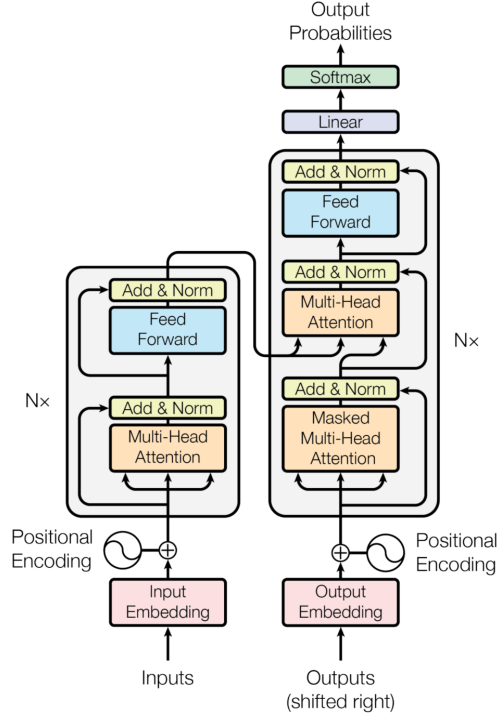 Output
Probabilities
Softmax
Linear
Add & Norm
Feed
Forward
Add & Norm
Multi-Head
Attention
Add & Norm
Masked
Multi-Head
Attention
N×
Positional
Encoding
Output
Embedding
Outputs
(shifted right)
Add & Norm
Feed
Forward
Add & Norm
Multi-Head
Attention
N×
Positional
Encoding
Input
Embedding
Inputs